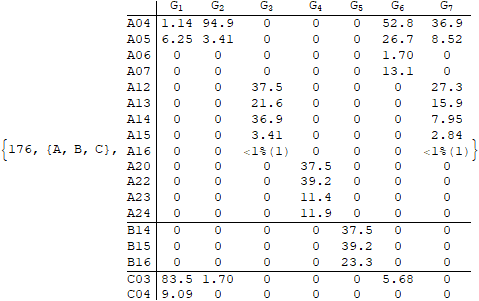 G1 G2 G3 G4 G5 G6 G7
A04 1.14 94.9 0 0 0 52.8 36.9
A05 6.25 3.41 0 0 0 26.7 8.52
A06 0 0 0 0 0 1.70 0
A07 0 0 0 0 0 13.1 0
A12 0 0 37.5 0 0 0 27.3
A13 0 0 21.6 0 0 0 15.9
A14 0 0 36.9 0 0 0 7.95
A15 0 0 3.41 0 0 0 2.84
{176, {A, B, C}, A16 0 0 <1%(1) 0 0 0 <1%(1)}
A20 0 0 0 37.5 0 0 0
A22 0 0 0 39.2 0 0 0
A23 0 0 0 11.4 0 0 0
A24 0 0 0 11.9 0 0 0
B14 0 0 0 0 37.5 0 0
B15 0 0 0 0 39.2 0 0
B16 0 0 0 0 23.3 0 0
C03 83.5 1.70 0 0 0 5.68 0
C04 9.09 0 0 0 0 0 0